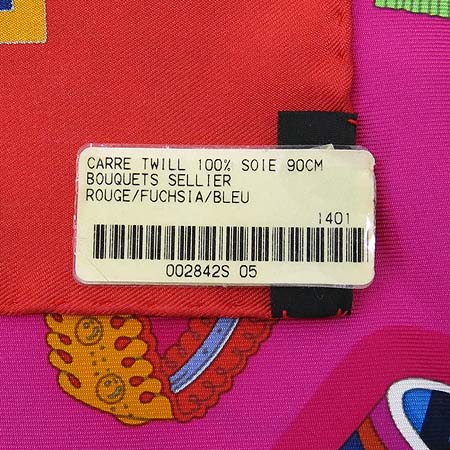 CARRE TWILL 100% SOIE 90CM
BOUQUETS SELLIER
ROUGE/FUCHSIA/BLEU
1401
002842S 05